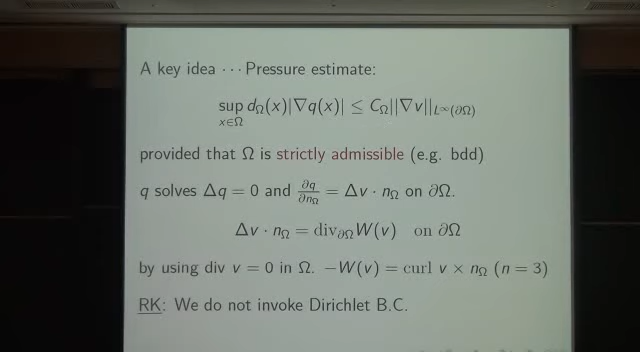 A key idea ⋯ Pressure estimate:
sup_{x∈Ω} d_Ω(x)|∇q(x)| ≤ C_Ω||∇v||_{L^∞(∂Ω)}
provided that Ω is strictly admissible (e.g. bdd)
q solves Δq = 0 and ∂q/∂n_Ω = Δv · n_Ω on ∂Ω.
Δv · n_Ω = div_{∂Ω}W(v) on ∂Ω
by using div v = 0 in Ω. −W(v) = curl v × n_Ω (n = 3)
RK: We do not invoke Dirichlet B.C.